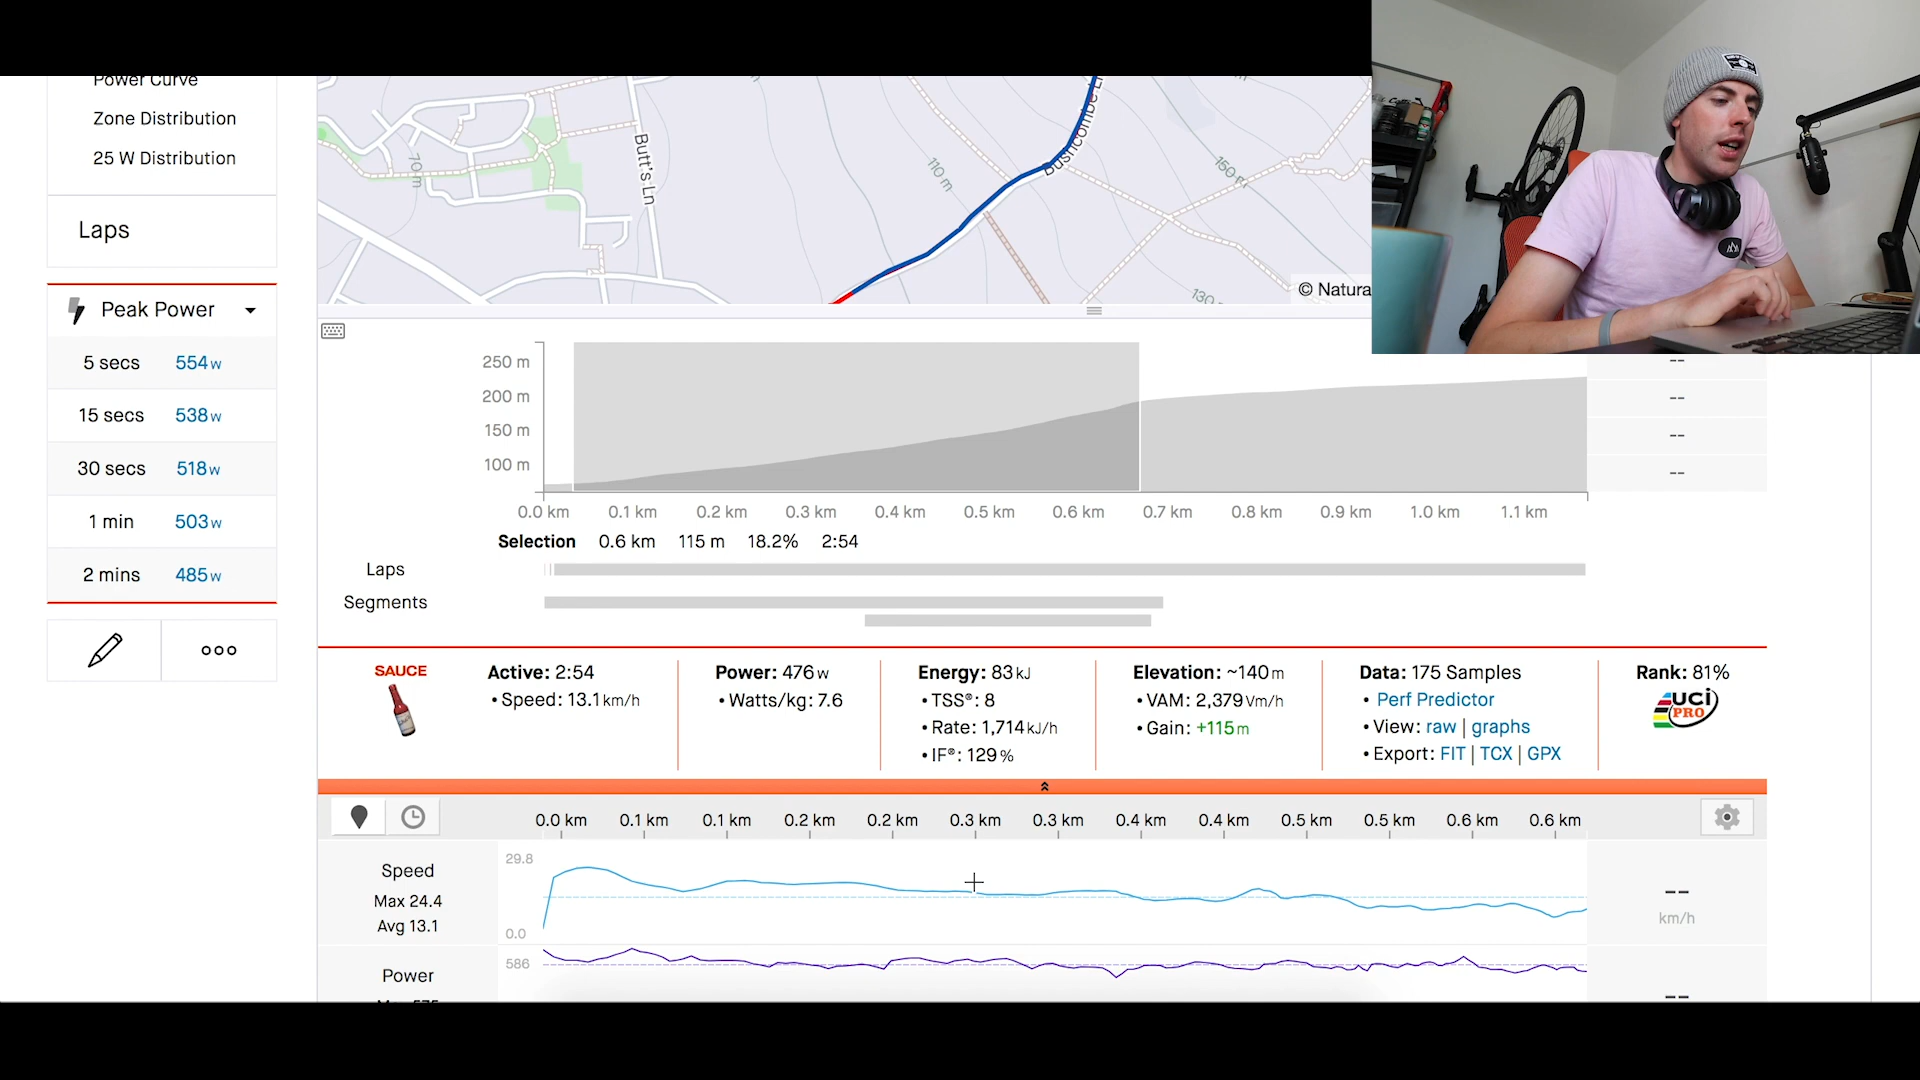 Power Curve
Zone Distribution
25 W Distribution
Laps
Peak Power
5 secs 554 w
15 secs 538 w
30 secs 518 w
1 min 503 w
2 mins 485 w
70 m
Butt's Ln
110 m
Bushcombe L
150 m
130
© Natura
250 m
200 m
150 m
100 m
0.0 km 0.1 km 0.2 km 0.3 km 0.4 km 0.5 km 0.6 km 0.7 km 0.8 km 0.9 km 1.0 km 1.1 km
--
--
--
--
Selection 0.6 km 115 m 18.2% 2:54
Laps
Segments
SAUCE
Active: 2:54
• Speed: 13.1 km/h
Power: 476 w
• Watts/kg: 7.6
Energy: 83 kJ
• TSS®: 8
• Rate: 1,714 kJ/h
• IF®: 129 %
Elevation: ~140 m
• VAM: 2,379 Vm/h
• Gain: +115 m
Data: 175 Samples
• Perf Predictor
• View: raw | graphs
• Export: FIT | TCX | GPX
Rank: 81%
UCI
PRO
0.0 km 0.1 km 0.1 km 0.2 km 0.2 km 0.3 km 0.3 km 0.4 km 0.4 km 0.5 km 0.5 km 0.6 km 0.6 km
Speed
Max 24.4
Avg 13.1
29.8
0.0
--
km/h
Power
586
--